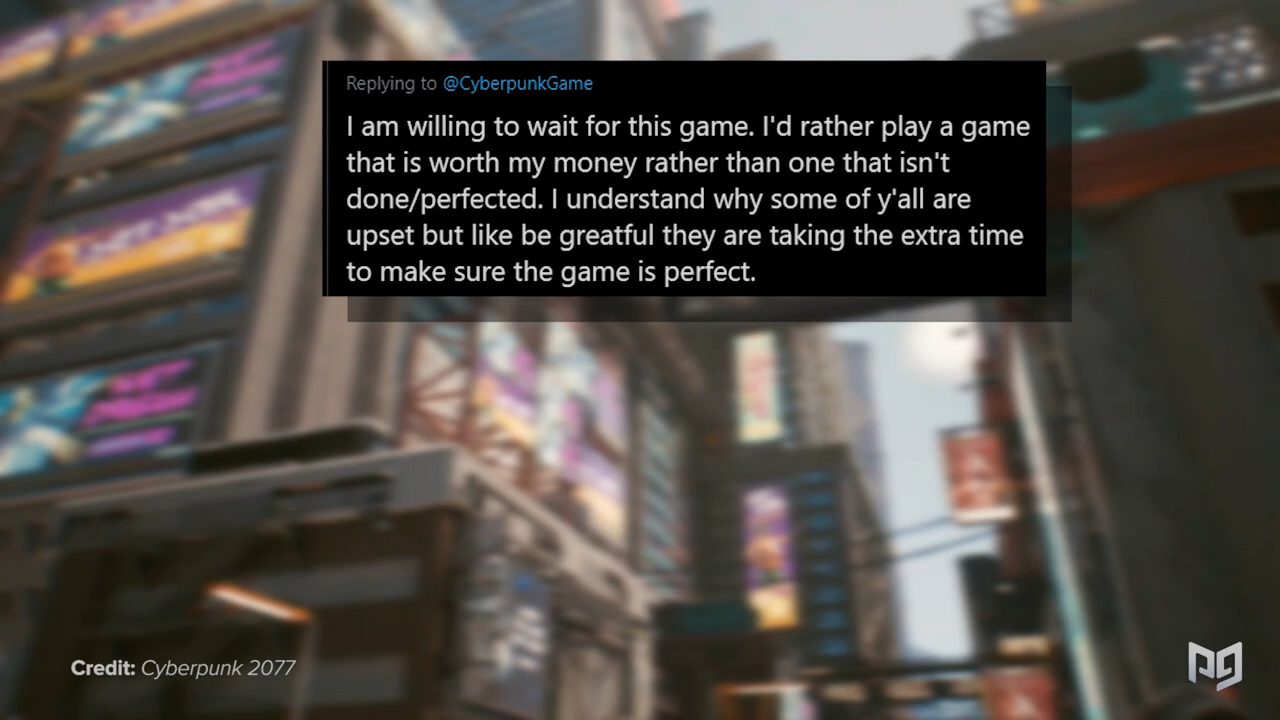 Replying to @CyberpunkGame
I am willing to wait for this game. I'd rather play a game
that is worth my money rather than one that isn't
done/perfected. I understand why some of y'all are
upset but like be greatful they are taking the extra time
to make sure the game is perfect.
Credit: Cyberpunk 2077
PG